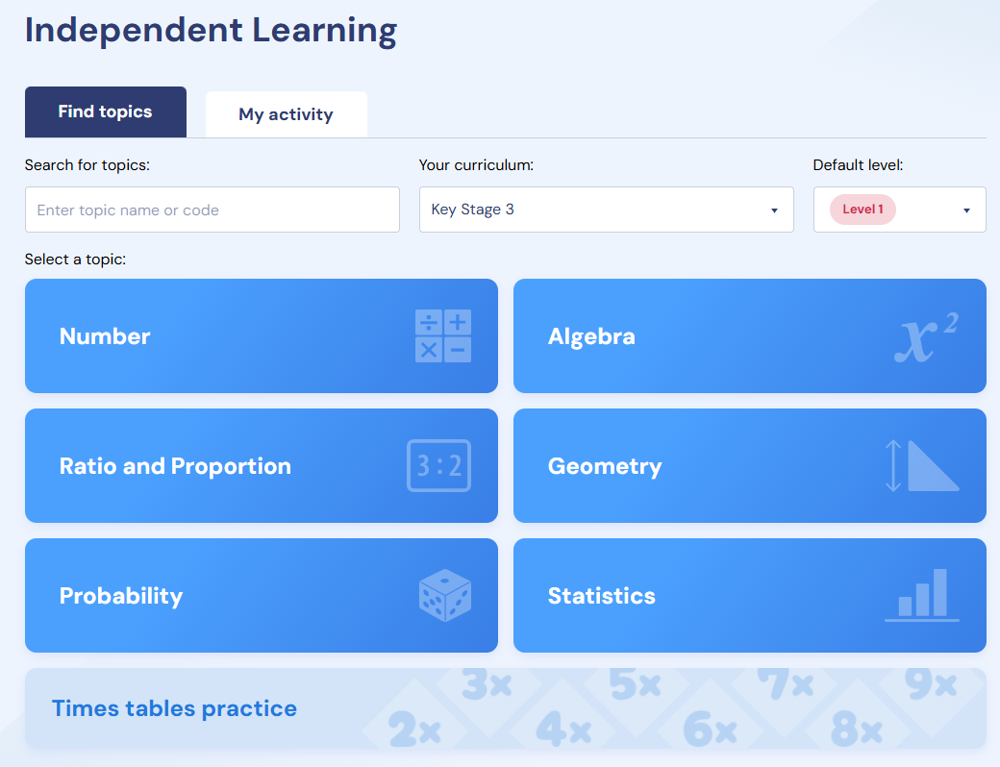 Independent Learning
Find topics
My activity
Search for topics:
Your curriculum:
Default level:
Enter topic name or code
Key Stage 3
Level 1
Select a topic:
Number
÷ +
× −
Algebra
x²
Ratio and Proportion
3:2
Geometry
Probability
Statistics
Times tables practice
3x 5x 7x 9x
2x 4x 6x 8x